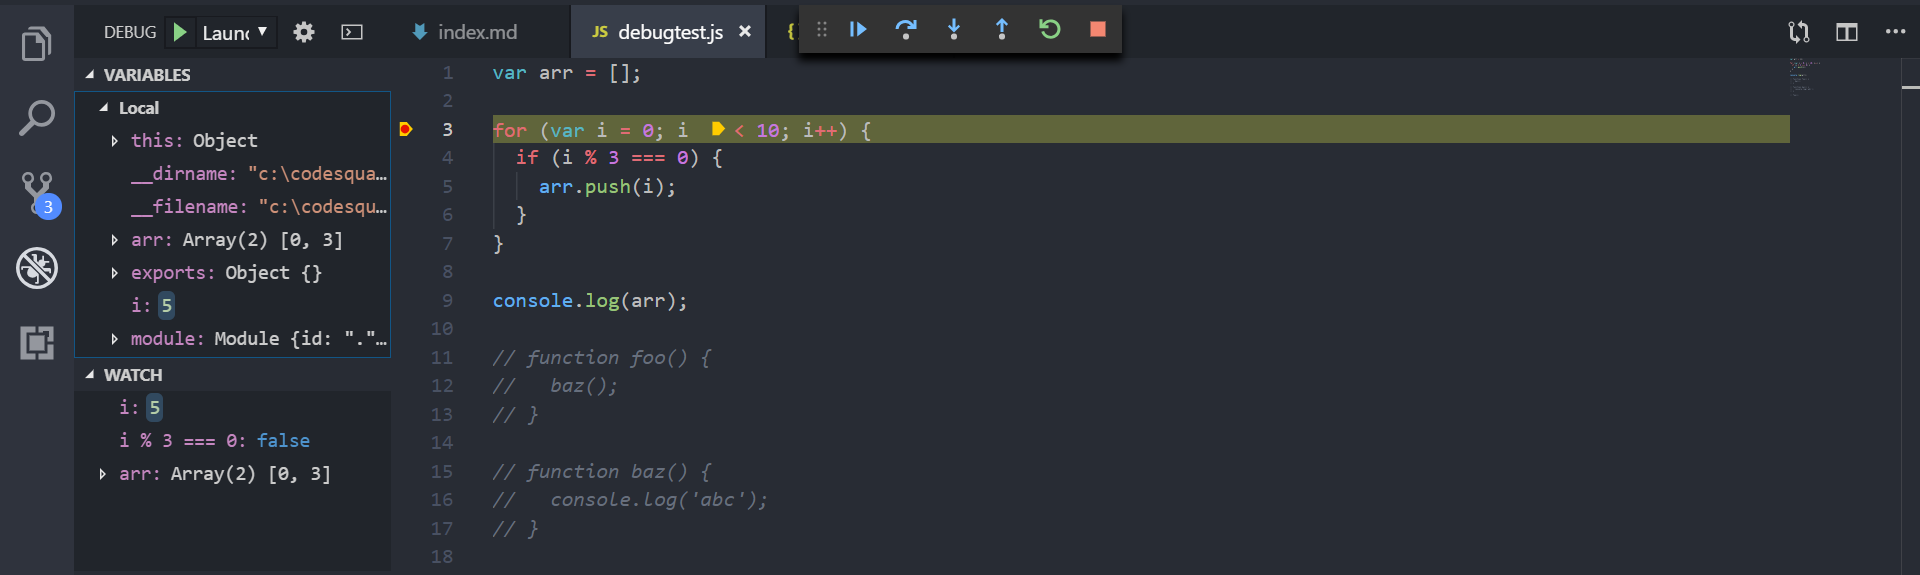 DEBUG Launc
index.md
JS debugtest.js
{
VARIABLES
Local
this: Object
__dirname: "c:\codesqua…
__filename: "c:\codesqu…
arr: Array(2) [0, 3]
exports: Object {}
i: 5
module: Module {id: "."…
3
WATCH
i: 5
i % 3 === 0: false
arr: Array(2) [0, 3]
1 var arr = [];
2
3 for (var i = 0; i < 10; i++) {
4 if (i % 3 === 0) {
5 arr.push(i);
6 }
7 }
8
9 console.log(arr);
10
11 // function foo() {
12 // baz();
13 // }
14
15 // function baz() {
16 // console.log('abc');
17 // }
18